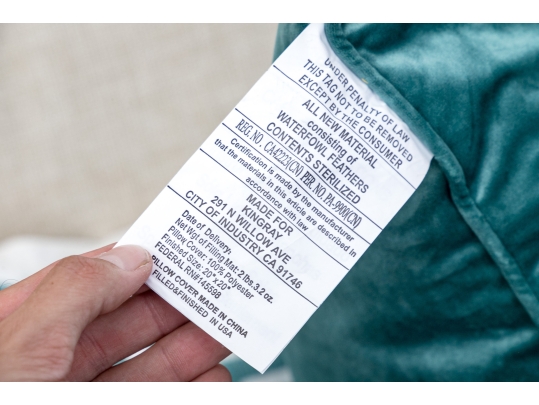 UNDER PENALTY OF LAW
THIS TAG NOT TO BE REMOVED
EXCEPT BY THE CONSUMER
ALL NEW MATERIAL
consisting of
WATERFOWL FEATHERS
CONTENTS STERILIZED
REG. NO. CA42223(CN) PER. NO. PA-9900(CN)
Certification is made by the manufacturer
that the materials in this article are described in
accordance with law
MADE FOR
KINGRAY
291 N WILLOW AVE
CITY OF INDUSTRY CA 91746
Date of Delivery:
Net Wgt of Filling Mat: 2 lbs.3.2 oz.
Pillow Cover: 100% Polyester
Finished Size: 20"x20"
FEDERAL RN#145598
PILLOW COVER MADE IN CHINA
FILLED&FINISHED IN USA